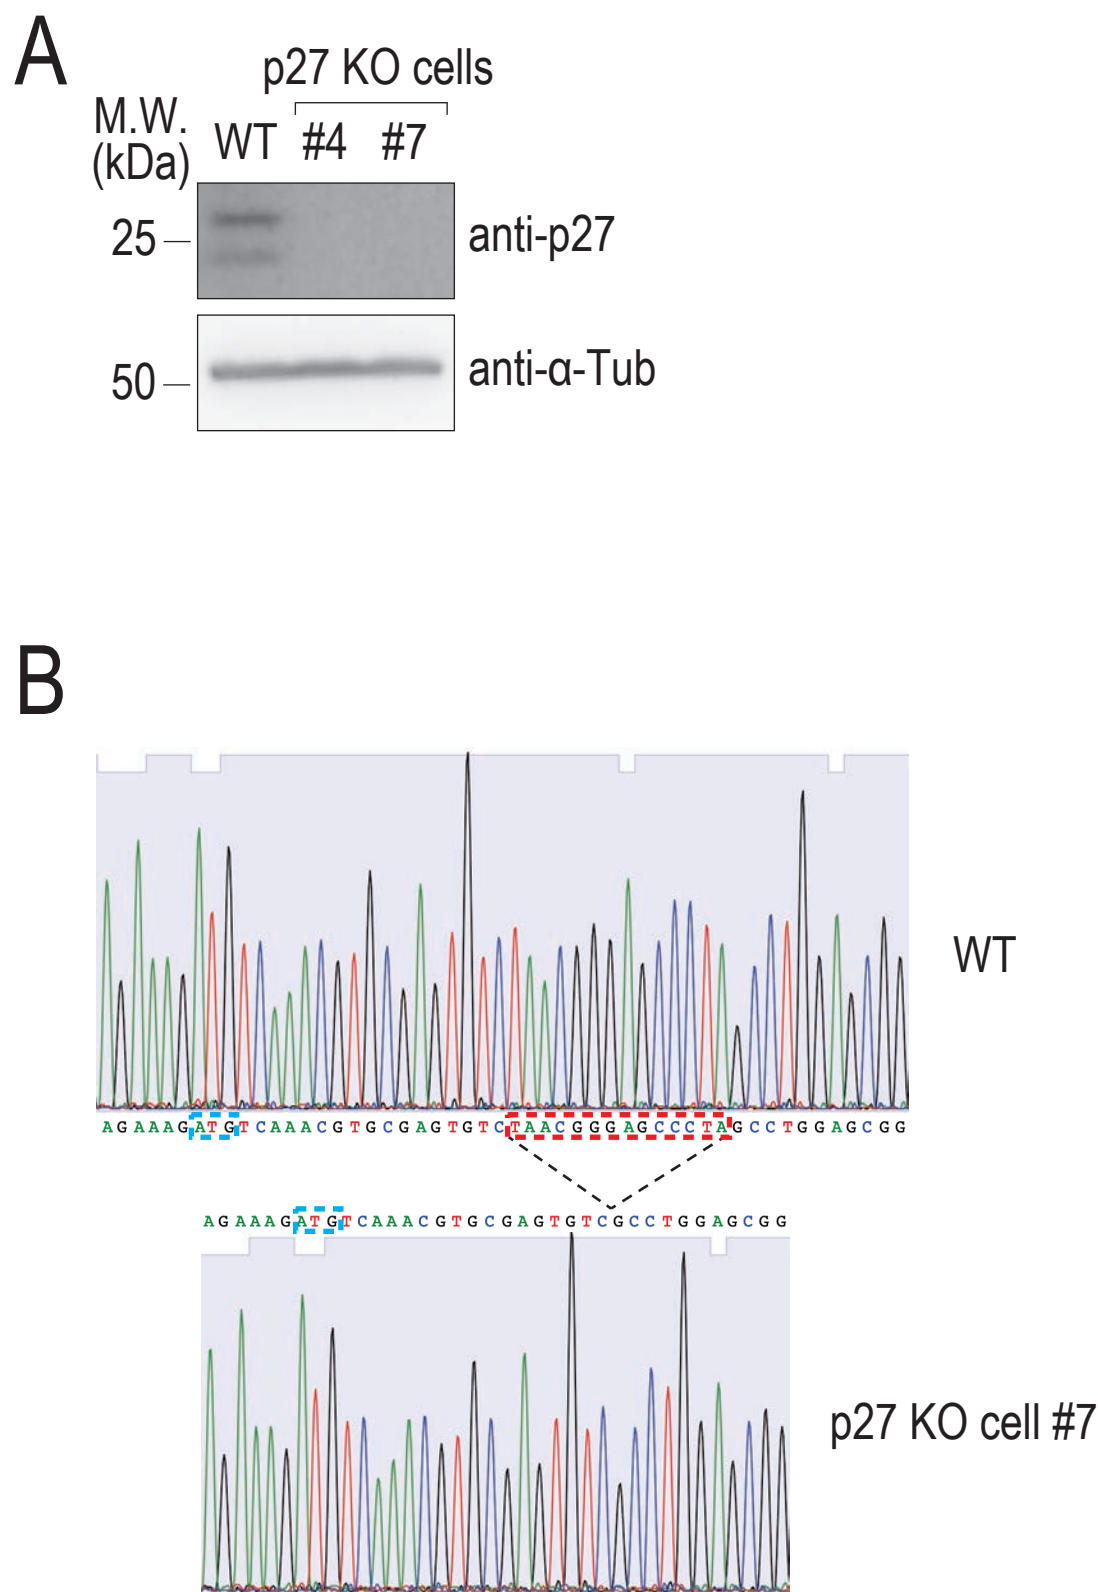 A
p27 KO cells
M.W.
(kDa)
WT #4 #7
25
anti-p27
50
anti-α-Tub
B
WT
AGAAAGATGTCAAACGTGCGAGTGTCTAACGGGAGCCCTAGCCTGGAGCGG
AGAAAGATGTCAAACGTGCGAGTGTCGCCTGGAGCGG
p27 KO cell #7